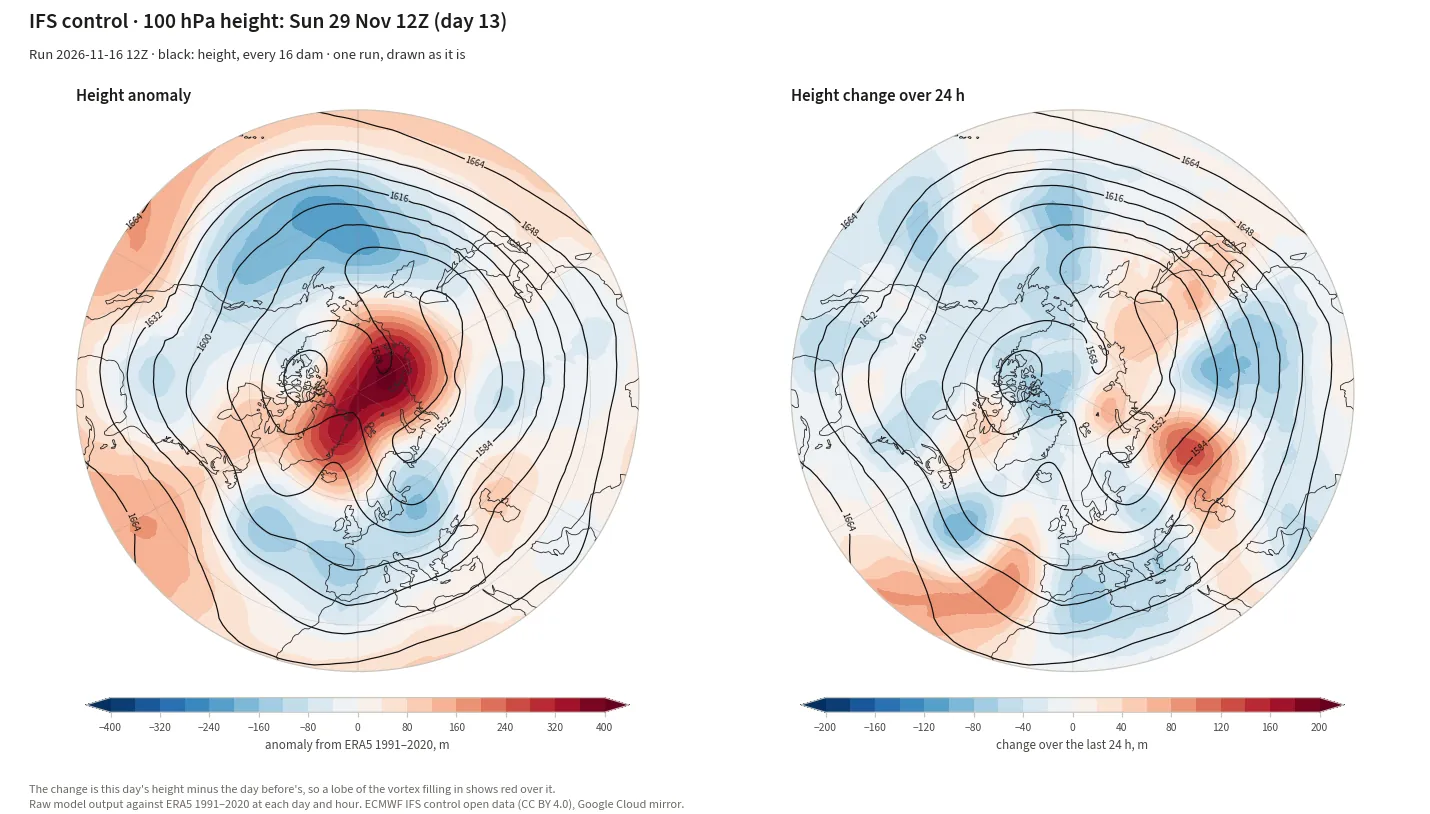 IFS control · 100 hPa height: Sun 29 Nov 12Z (day 13)
Run 2026-11-16 12Z · black: height, every 16 dam · one run, drawn as it is
Height anomaly
1664
1616
1664
1648
1632
1600
1568
1552
1584
1664
−400 −320 −240 −160 −80 0 80 160 240 320 400
anomaly from ERA5 1991–2020, m
Height change over 24 h
1664
1616
1664
1648
1632
1600
1568
1552
1584
1664
−200 −160 −120 −80 −40 0 40 80 120 160 200
change over the last 24 h, m
The change is this day's height minus the day before's, so a lobe of the vortex filling in shows red over it.
Raw model output against ERA5 1991–2020 at each day and hour. ECMWF IFS control open data (CC BY 4.0), Google Cloud mirror.